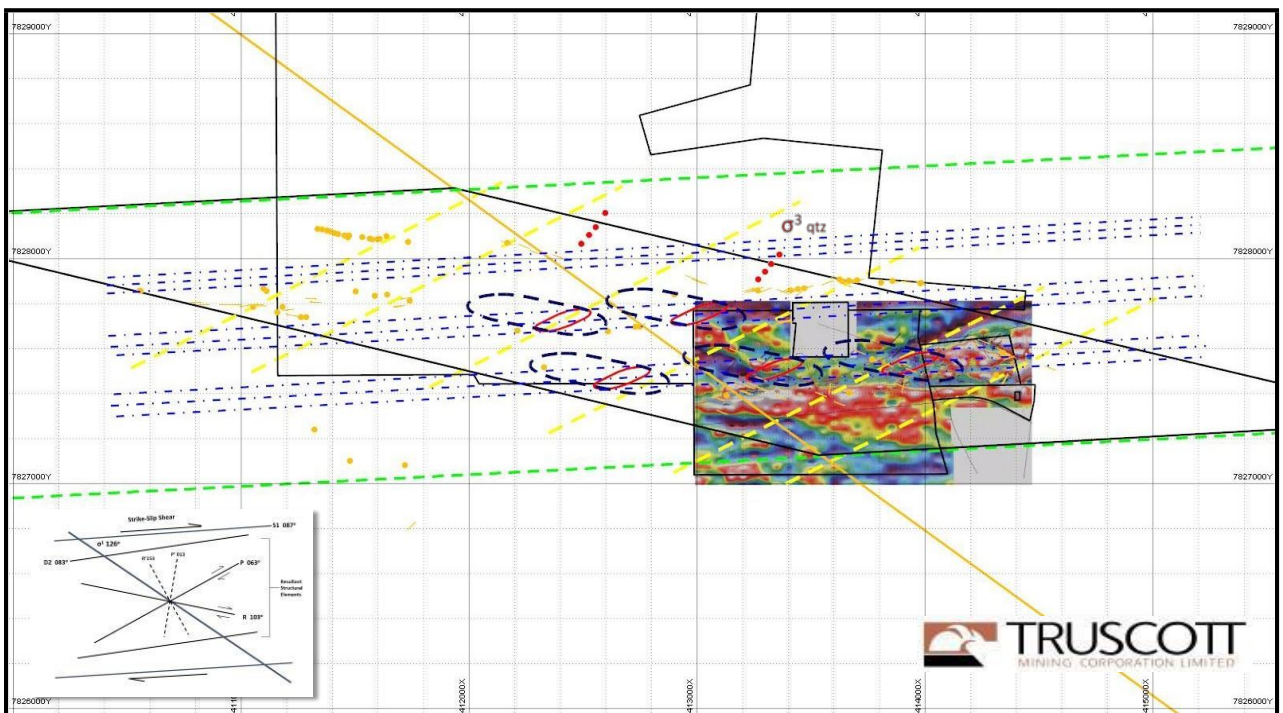 7829000Y
7829000Y
σ³ qtz
7828000Y
7828000Y
7827000Y
7827000Y
Strike-Slip Shear
S1 087°
σ¹ 126°
D2 083°
P 063°
Resultant
Structural
Elements
R 103°
TRUSCOTT
MINING CORPORATION LIMITED
412000X
413000X
414000X
7826000Y
7826000Y